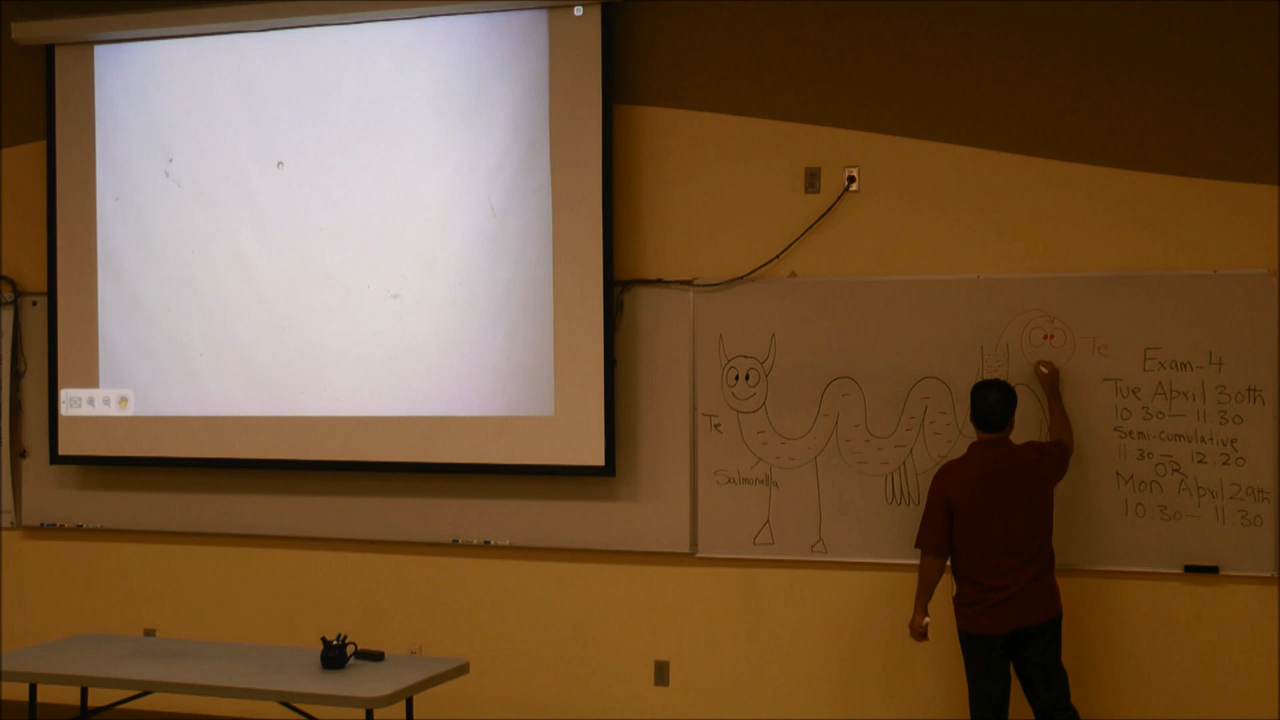 Te
Salmonella
Te
Exam-4
Tue April 30th
10 30— 11:30
Semi-cumulative
11 30— 12:20
OR
Mon April 29th
10:30— 11:30